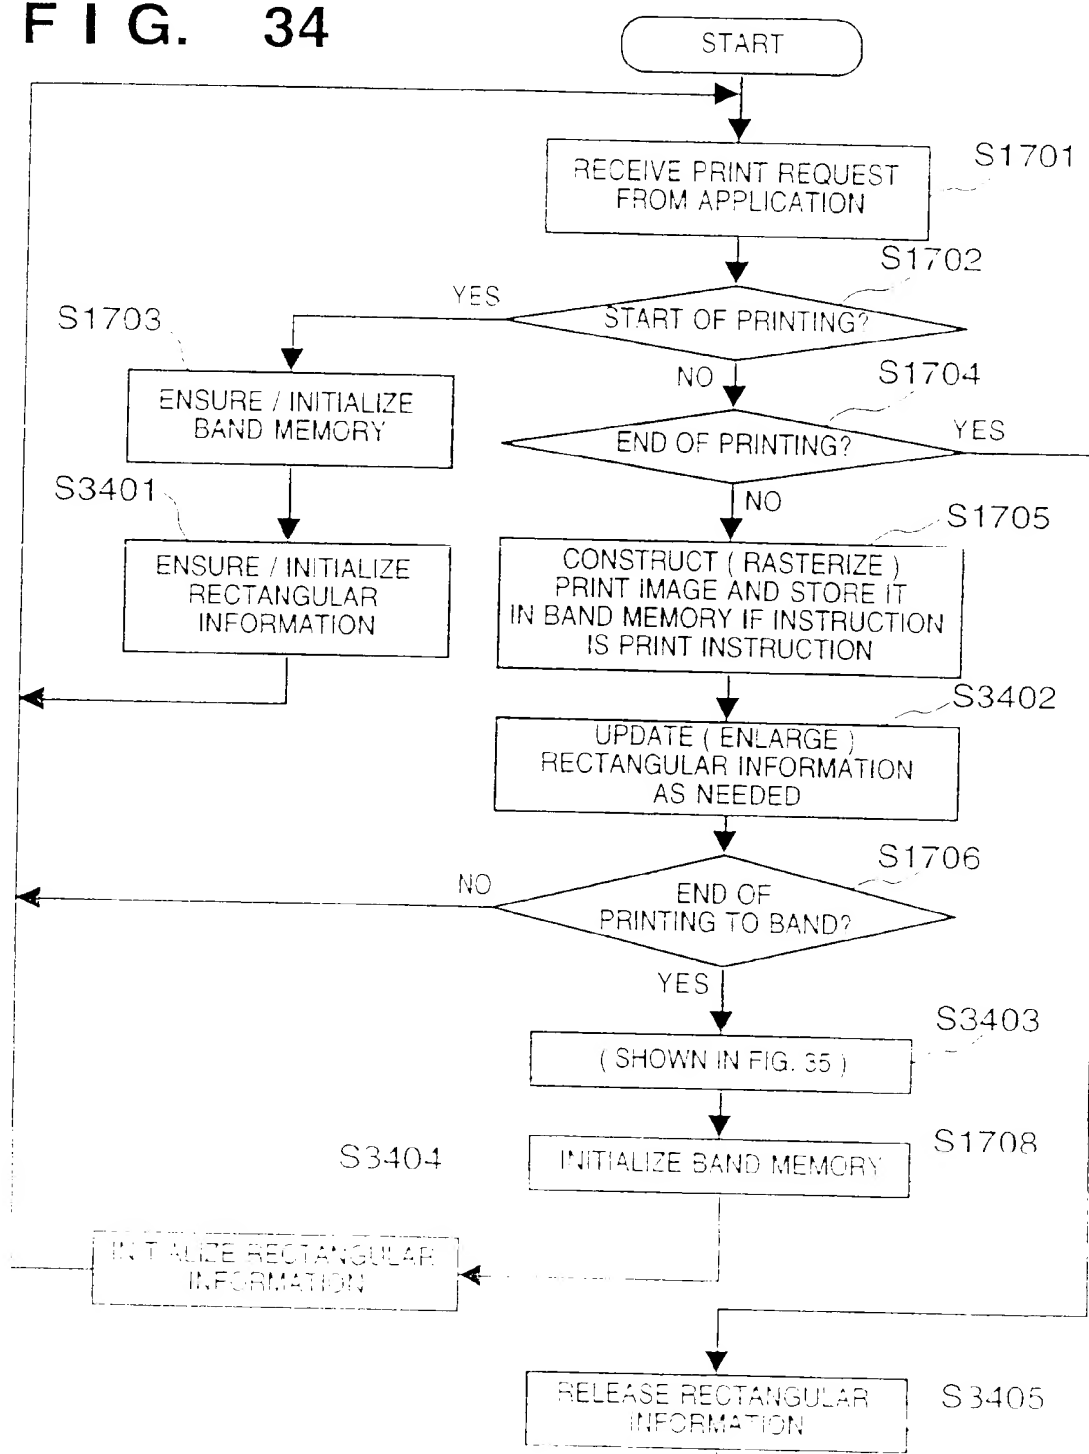 FIG. 34
START
RECEIVE PRINT REQUEST
FROM APPLICATION
S1701
S1702
START OF PRINTING?
YES
S1703
ENSURE / INITIALIZE
BAND MEMORY
NO
S1704
END OF PRINTING?
YES
S3401
ENSURE / INITIALIZE
RECTANGULAR
INFORMATION
NO
S1705
CONSTRUCT ( RASTERIZE )
PRINT IMAGE AND STORE IT
IN BAND MEMORY IF INSTRUCTION
IS PRINT INSTRUCTION
S3402
UPDATE ( ENLARGE )
RECTANGULAR INFORMATION
AS NEEDED
S1706
NO
END OF
PRINTING TO BAND?
YES
S3403
( SHOWN IN FIG. 35 )
S1708
INITIALIZE BAND MEMORY
S3404
INITIALIZE RECTANGULAR
INFORMATION
RELEASE RECTANGULAR
INFORMATION
S3405